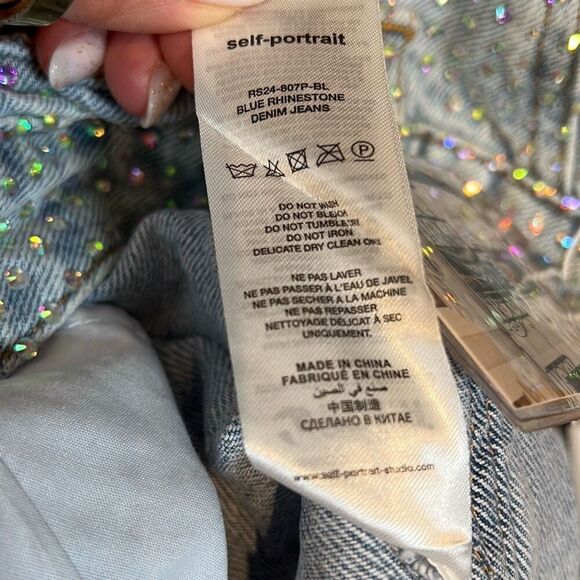 self-portrait
RS24-807P-BL
BLUE RHINESTONE
DENIM JEANS
P
DO NOT WASH
DO NOT BLEACH
DO NOT TUMBLE
DO NOT IRON
DELICATE DRY CLEAN ONLY
NE PAS LAVER
NE PAS PASSER À L'EAU DE JAVEL
NE PAS SÉCHER A LA MACHINE
NE PAS REPASSER
NETTOYAGE DÉLICAT À SEC
UNIQUEMENT.
MADE IN CHINA
FABRIQUÉ EN CHINE
صنع في الصين
中国制造
СДЕЛАНО В КИТАЕ
www.self-portrait-studio.com